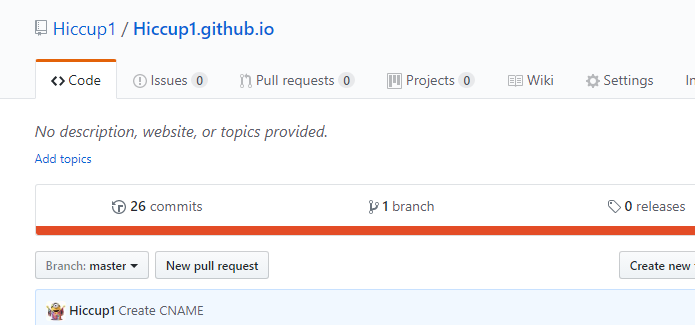 Hiccup1 / Hiccup1.github.io
Code Issues 0 Pull requests 0 Projects 0 Wiki Settings
No description, website, or topics provided.
Add topics
26 commits 1 branch 0 releases
Branch: master New pull request Create new
Hiccup1 Create CNAME